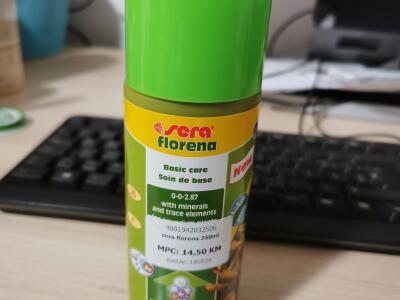 sera
florena
New
Basic care
Soin de base
0-0-2.87
with minerals
and trace elements
4001942032506
sera florena 250ml
MPC: 14,50 KM